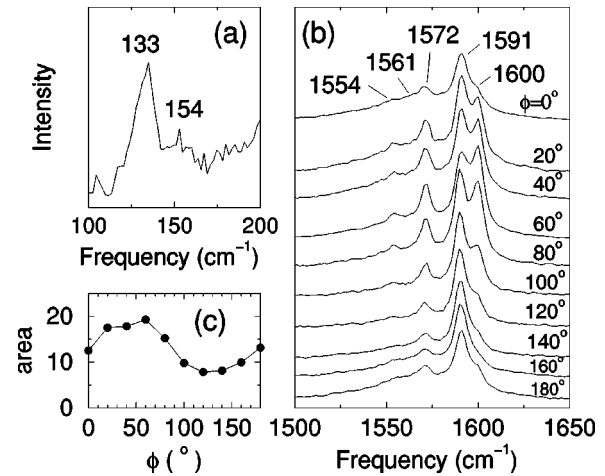 (a)
133
154
Intensity
100 150 200
Frequency (cm⁻¹)
(c)
area
20
10
0
0 50 100 150
ϕ (°)
(b)
1572
1591
1561
1554
1600
ϕ=0°
20°
40°
60°
80°
100°
120°
140°
160°
180°
1500 1550 1600 1650
Frequency (cm⁻¹)